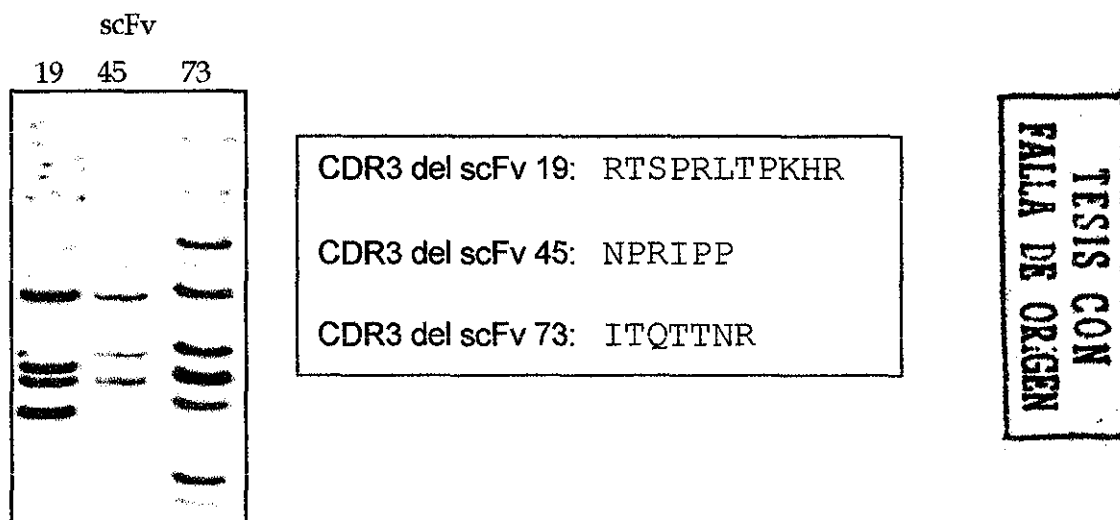 scFv
19 45 73
CDR3 del scFv 19: RTSPRLTPKHR
CDR3 del scFv 45: NPRIPP
CDR3 del scFv 73: ITQTTNR
TESIS CON
FALLA DE ORIGEN